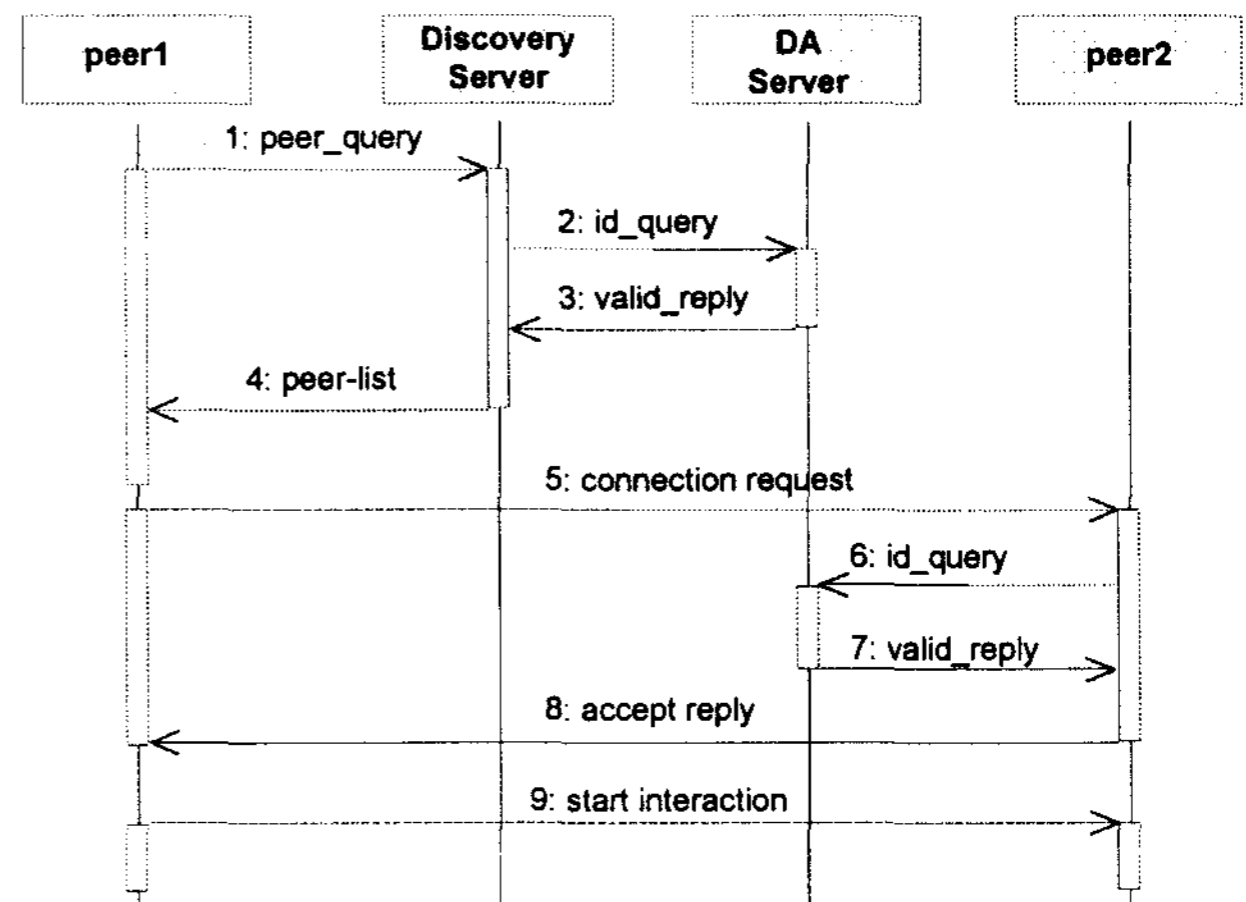 peer1
Discovery
Server
DA
Server
peer2
1: peer_query
2: id_query
3: valid_reply
4: peer-list
5: connection request
6: id_query
7: valid_reply
8: accept reply
9: start interaction